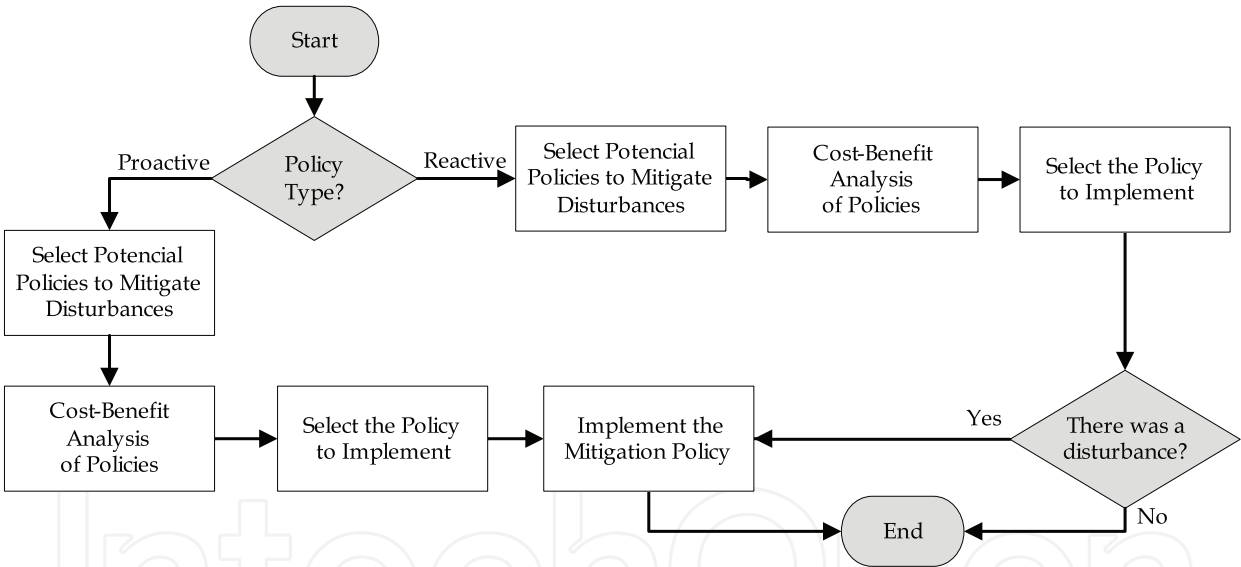 Start
Policy
Type?
Proactive
Reactive
Select Potencial
Policies to Mitigate
Disturbances
Cost-Benefit
Analysis
of Policies
Select the Policy
to Implement
Select Potencial
Policies to Mitigate
Disturbances
Cost-Benefit
Analysis
of Policies
Select the Policy
to Implement
Implement the
Mitigation Policy
Yes
There was a
disturbance?
No
End
IntechOpen